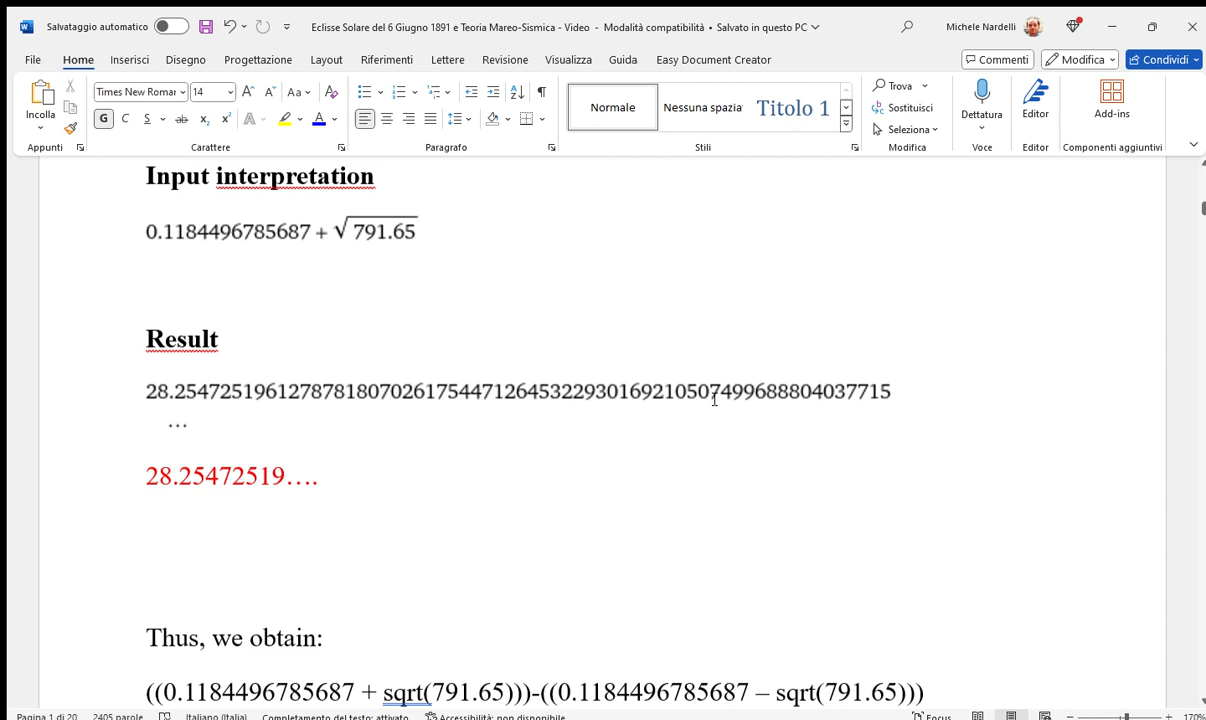 Salvataggio automatico
Eclisse Solare del 6 Giugno 1891 e Teoria Mareo-Sismica - Video - Modalità compatibilità • Salvato in questo PC
Michele Nardelli
File Home Inserisci Disegno Progettazione Layout Riferimenti Lettere Revisione Visualizza Guida Easy Document Creator
Commenti Modifica Condividi
Incolla
Times New Roman 14
Normale Nessuna spazia Titolo 1
Trova
Sostituisci
Seleziona
Dettatura Editor Add-ins
Appunti Carattere Paragrafo Stili Modifica Voce Editor Componenti aggiuntivi
Input interpretation
0.1184496785687 + √791.65
Result
28.254725196127878180702617544712645322930169210507499688804037715
…
28.25472519….
Thus, we obtain:
((0.1184496785687 + sqrt(791.65)))-((0.1184496785687 – sqrt(791.65)))
Pagina 1 di 20 2405 parole Italiano (Italia) Completamento del testo: attivato Accessibilità: non disponibile Focus 170%